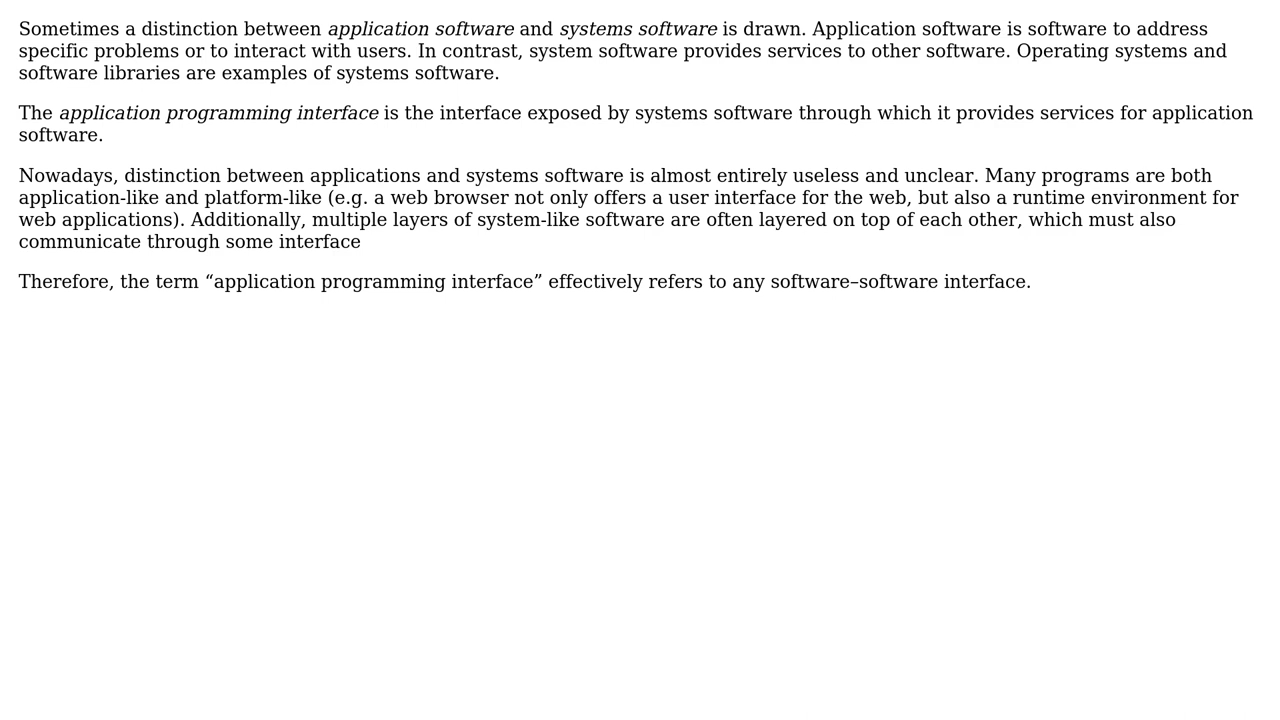 Sometimes a distinction between application software and systems software is drawn. Application software is software to address
specific problems or to interact with users. In contrast, system software provides services to other software. Operating systems and
software libraries are examples of systems software.
The application programming interface is the interface exposed by systems software through which it provides services for application
software.
Nowadays, distinction between applications and systems software is almost entirely useless and unclear. Many programs are both
application-like and platform-like (e.g. a web browser not only offers a user interface for the web, but also a runtime environment for
web applications). Additionally, multiple layers of system-like software are often layered on top of each other, which must also
communicate through some interface
Therefore, the term “application programming interface” effectively refers to any software–software interface.